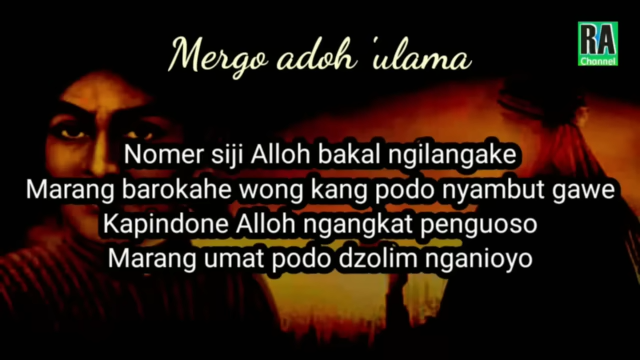 Mergo adoh 'ulama
RA
Channel
Nomer siji Alloh bakal ngilangake
Marang barokahe wong kang podo nyambut gawe
Kapindone Alloh ngangkat penguoso
Marang umat podo dzolim nganioyo